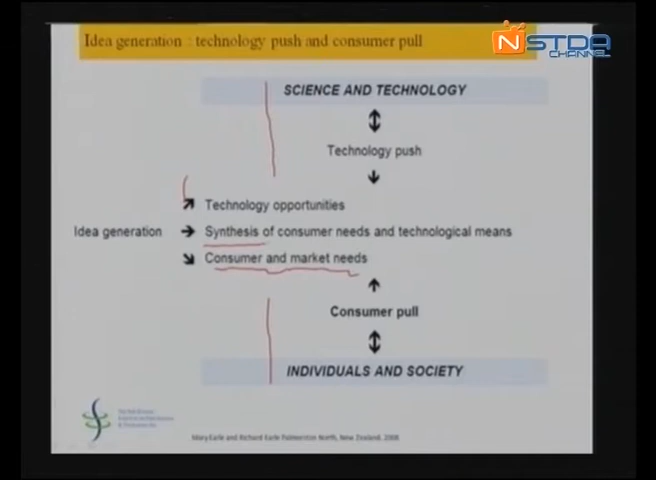 Idea generation : technology push and consumer pull
NSTDA
CHANNEL
SCIENCE AND TECHNOLOGY
Technology push
Technology opportunities
Idea generation
Synthesis of consumer needs and technological means
Consumer and market needs
Consumer pull
INDIVIDUALS AND SOCIETY
Mary Earle and Richard Earle Palmerston North, New Zealand, 2008